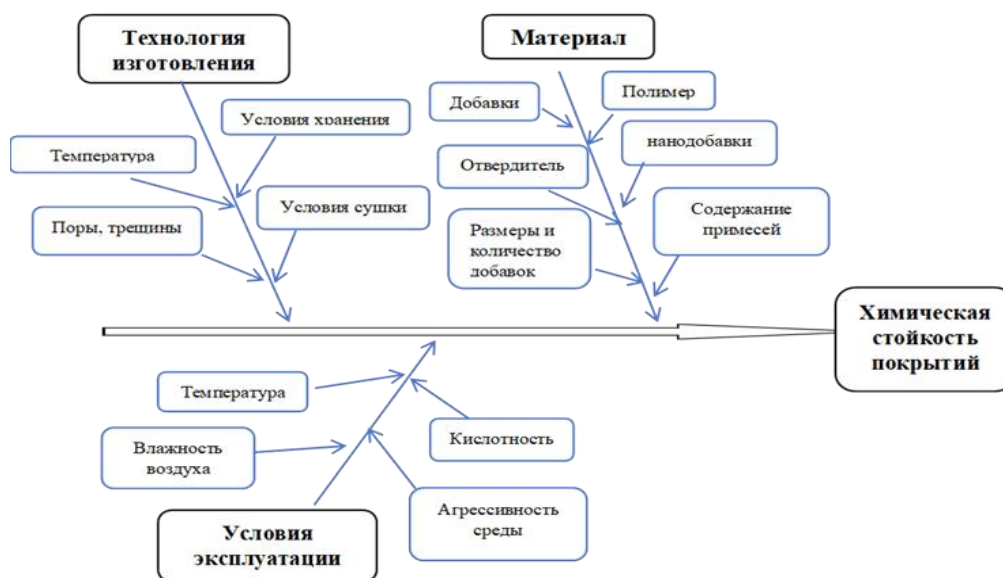 Технология
изготовления
Материал
Условия хранения
Температура
Условия сушки
Поры, трещины
Добавки
Полимер
нанодобавки
Отвердитель
Содержание
примесей
Размеры и
количество
добавок
Химическая
стойкость
покрытий
Температура
Кислотность
Влажность
воздуха
Агрессивность
среды
Условия
эксплуатации